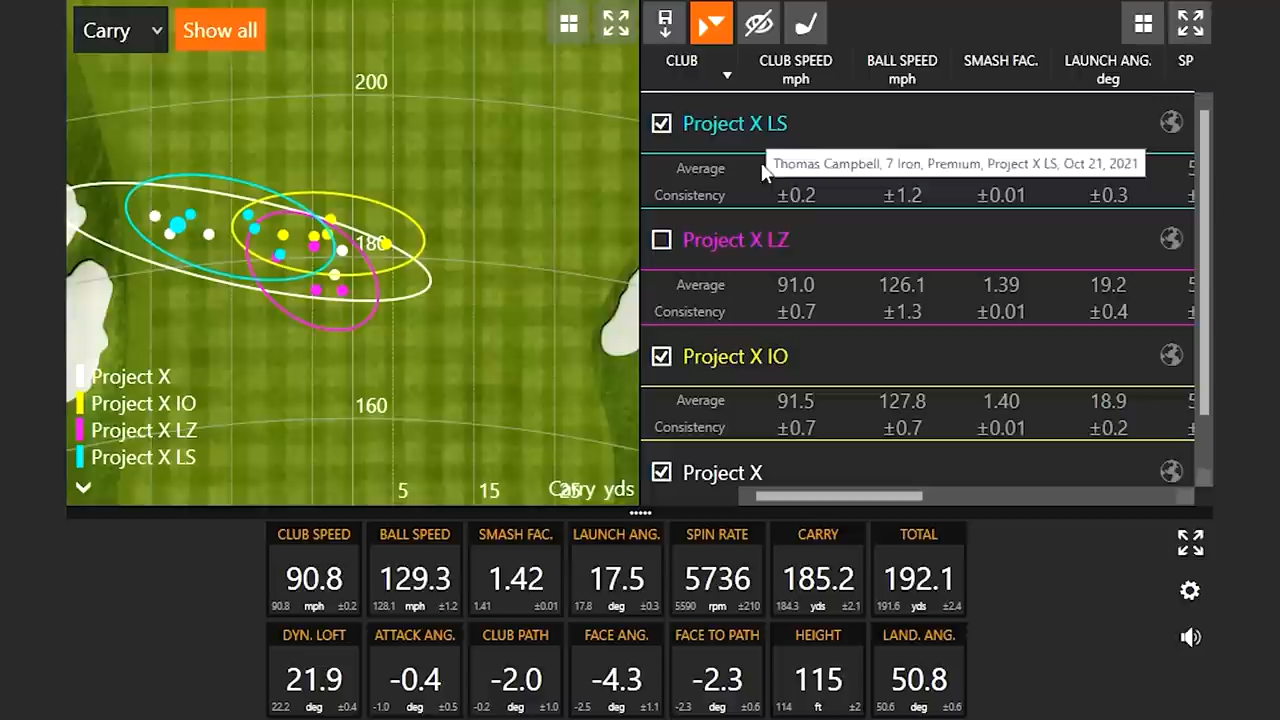 Carry
Show all
200
180
160
5
15
25
Carry yds
Project X
Project X IO
Project X LZ
Project X LS
CLUB
CLUB SPEED
mph
BALL SPEED
mph
SMASH FAC.
LAUNCH ANG.
deg
SP
Project X LS
Average
Thomas Campbell, 7 Iron, Premium, Project X LS, Oct 21, 2021
Consistency ±0.2 ±1.2 ±0.01 ±0.3
Project X LZ
Average 91.0 126.1 1.39 19.2
Consistency ±0.7 ±1.3 ±0.01 ±0.4
Project X IO
Average 91.5 127.8 1.40 18.9
Consistency ±0.7 ±0.7 ±0.01 ±0.2
Project X
CLUB SPEED BALL SPEED SMASH FAC. LAUNCH ANG. SPIN RATE CARRY TOTAL
90.8 129.3 1.42 17.5 5736 185.2 192.1
90.8 mph ±0.2 128.1 mph ±1.2 1.41 ±0.01 17.8 deg ±0.3 5590 rpm ±210 184.3 yds ±2.1 191.6 yds ±2.4
DYN. LOFT ATTACK ANG. CLUB PATH FACE ANG. FACE TO PATH HEIGHT LAND. ANG.
21.9 -0.4 -2.0 -4.3 -2.3 115 50.8
22.2 deg ±0.4 -1.0 deg ±0.5 -0.2 deg ±1.0 -2.5 deg ±1.1 -2.3 deg ±0.6 114 ft ±2 50.6 deg ±0.6